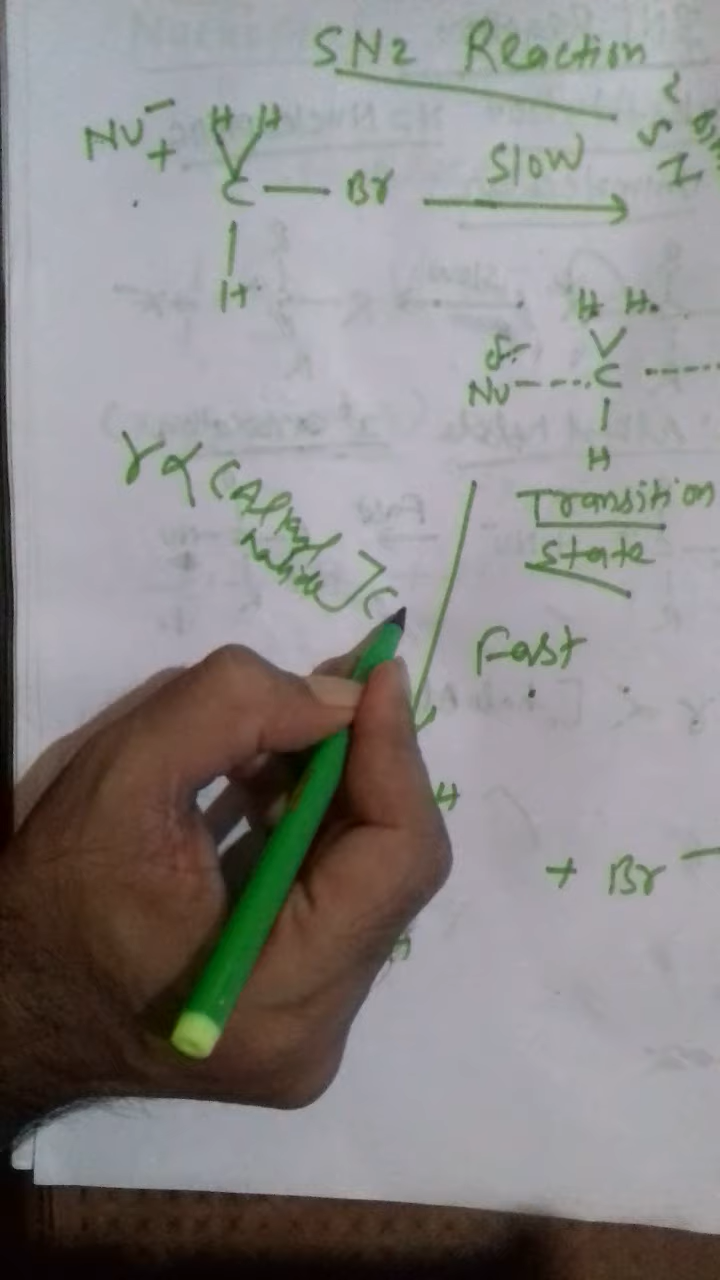 SN2 Reaction
Nu⁻ + H H
C — Br Slow
H
H H
δ⁻
Nu ---- C ----
H
Transition
State
r ∝ [Alkyl halide] [
Fast
H
+ Br —
H